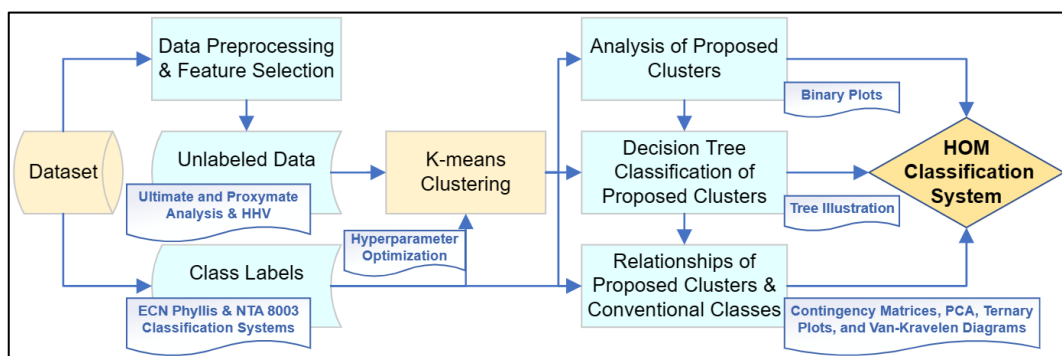 Data Preprocessing
& Feature Selection
Dataset
Unlabeled Data
Ultimate and Proxymate
Analysis & HHV
Class Labels
ECN Phyllis & NTA 8003
Classification Systems
K-means
Clustering
Hyperparameter
Optimization
Analysis of Proposed
Clusters
Binary Plots
Decision Tree
Classification of
Proposed Clusters
Tree Illustration
Relationships of
Proposed Clusters &
Conventional Classes
Contingency Matrices, PCA, Ternary
Plots, and Van-Kravelen Diagrams
HOM
Classification
System